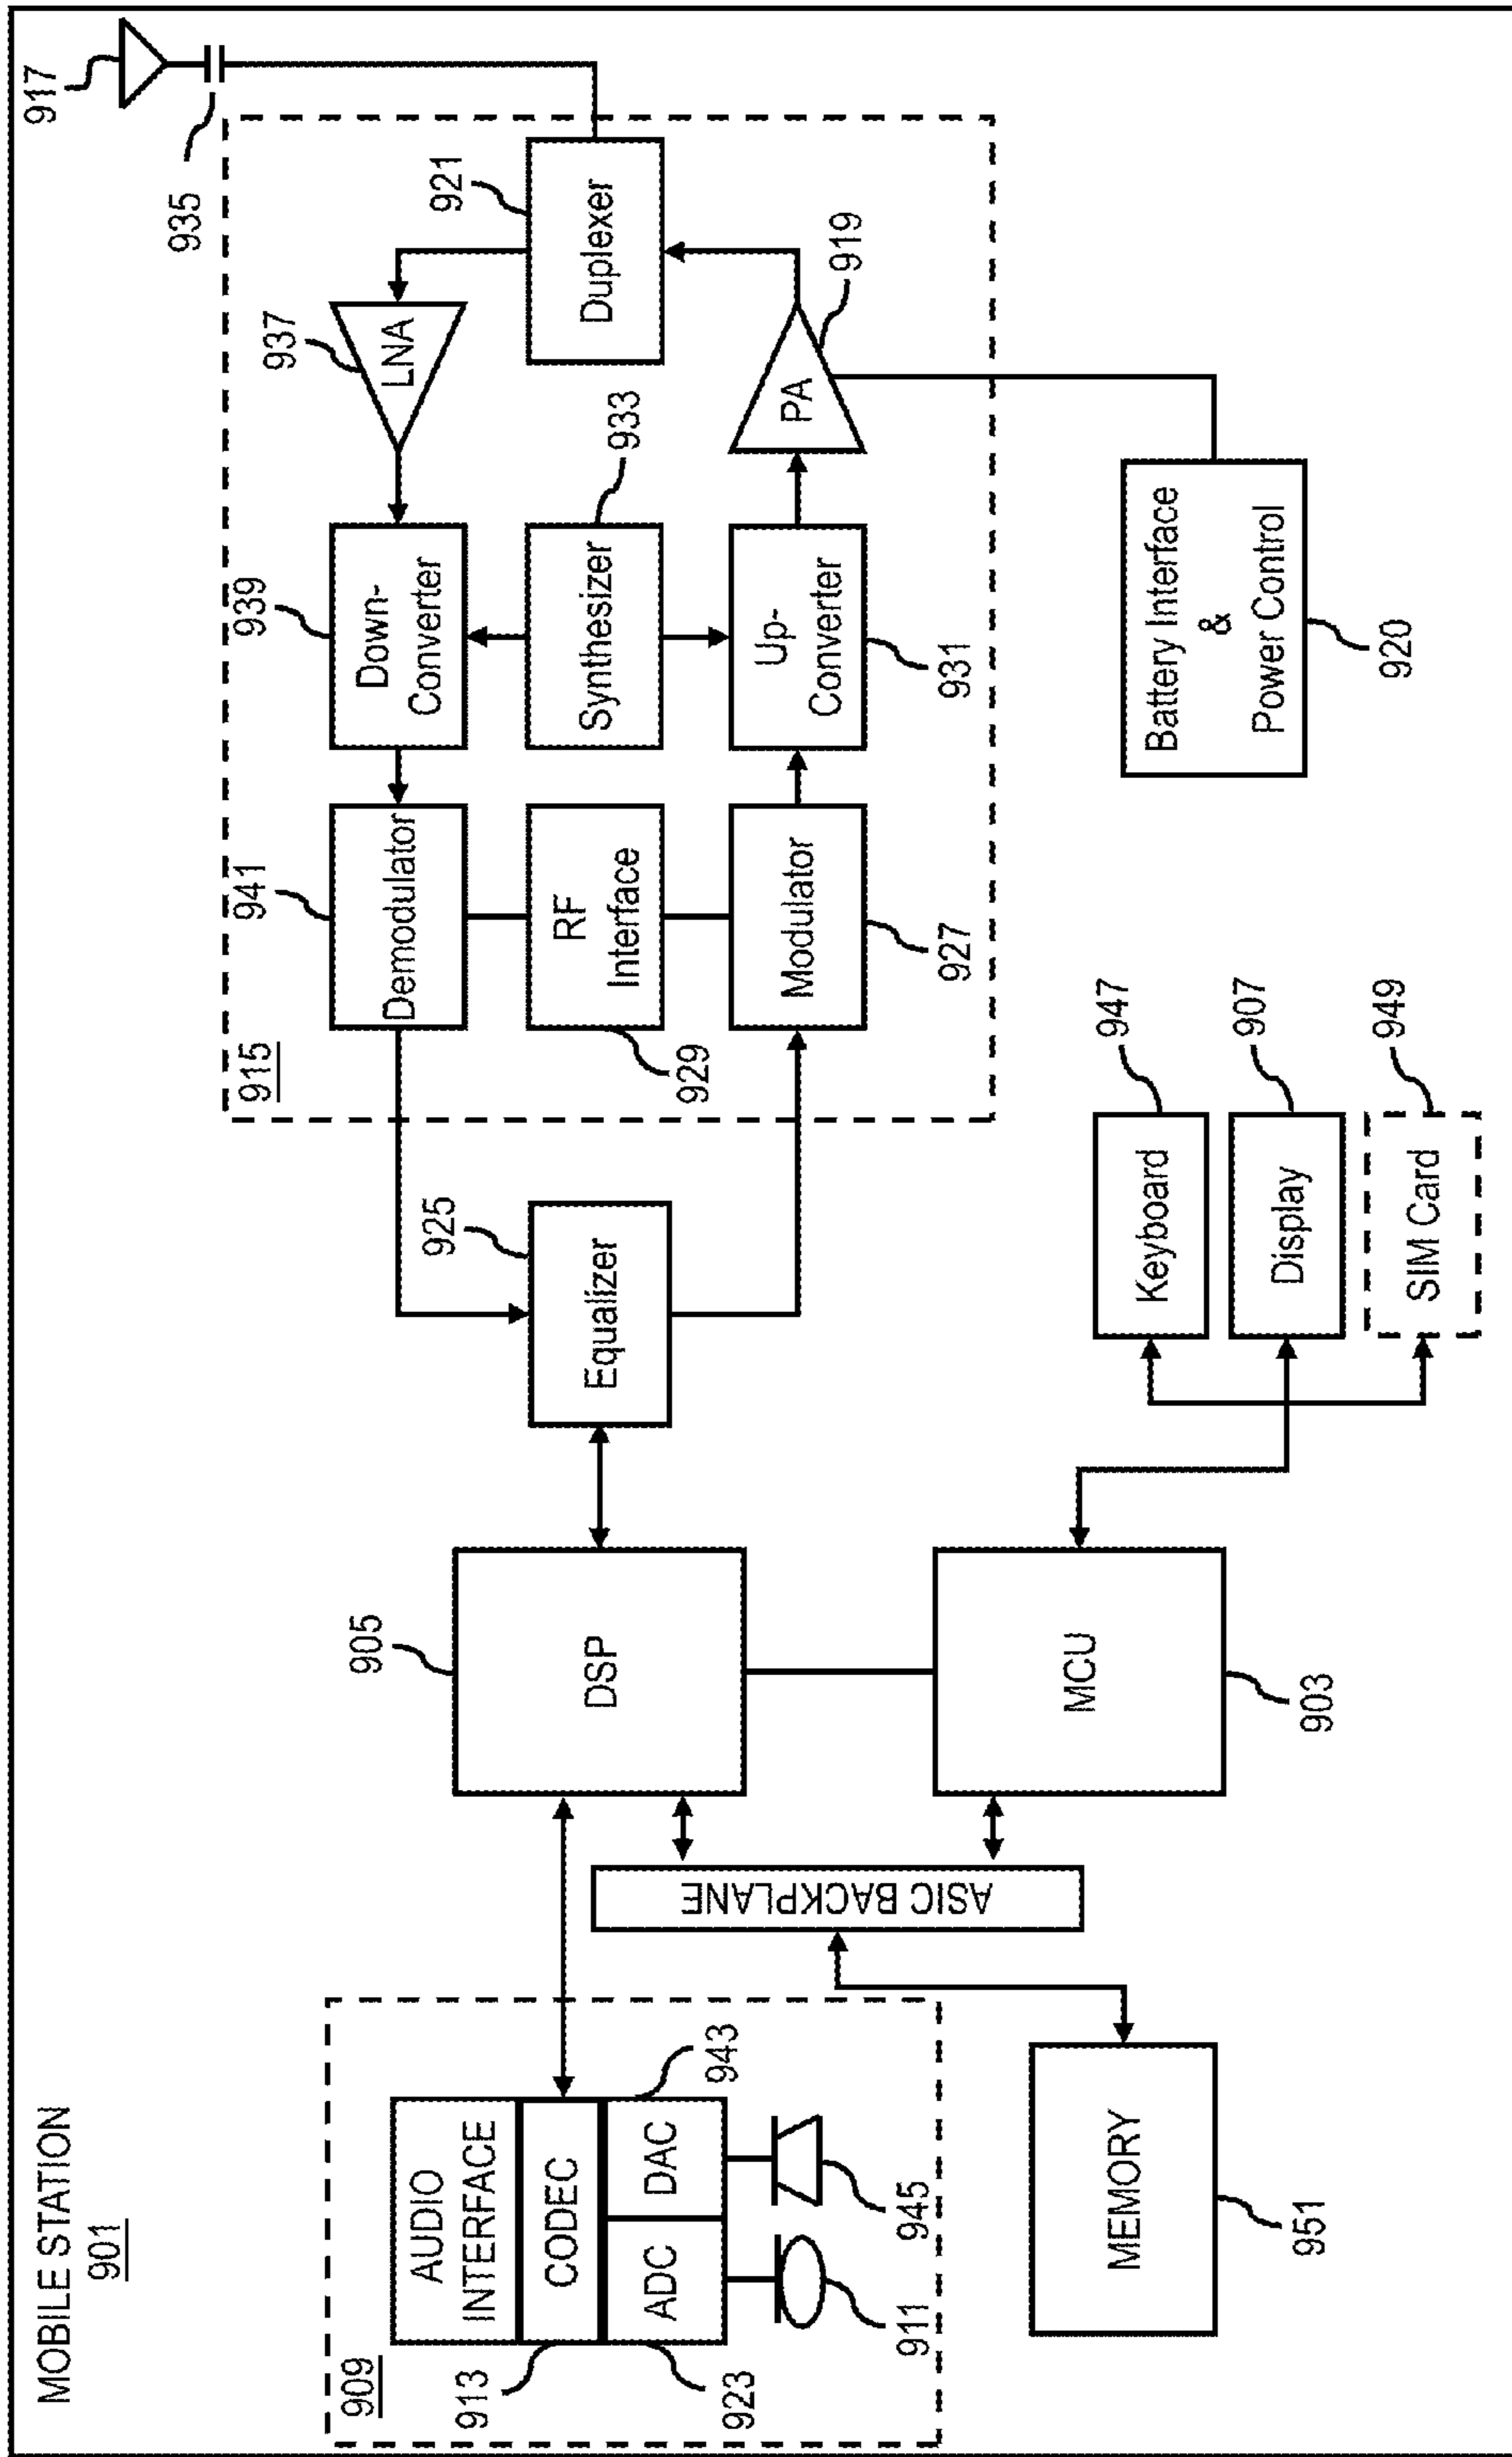 MOBILE STATION
901
909
AUDIO
INTERFACE
CODEC
ADC
DAC
913
923
943
911
945
MEMORY
951
ASIC BACKPLANE
905
DSP
MCU
903
925
Equalizer
915
941
Demodulator
RF
Interface
929
Modulator
927
939
Down-
Converter
Synthesizer
933
Up-
Converter
931
937
LNA
PA
919
921
Duplexer
935
917
Battery Interface
&
Power Control
920
Keyboard
947
Display
907
SIM Card
949